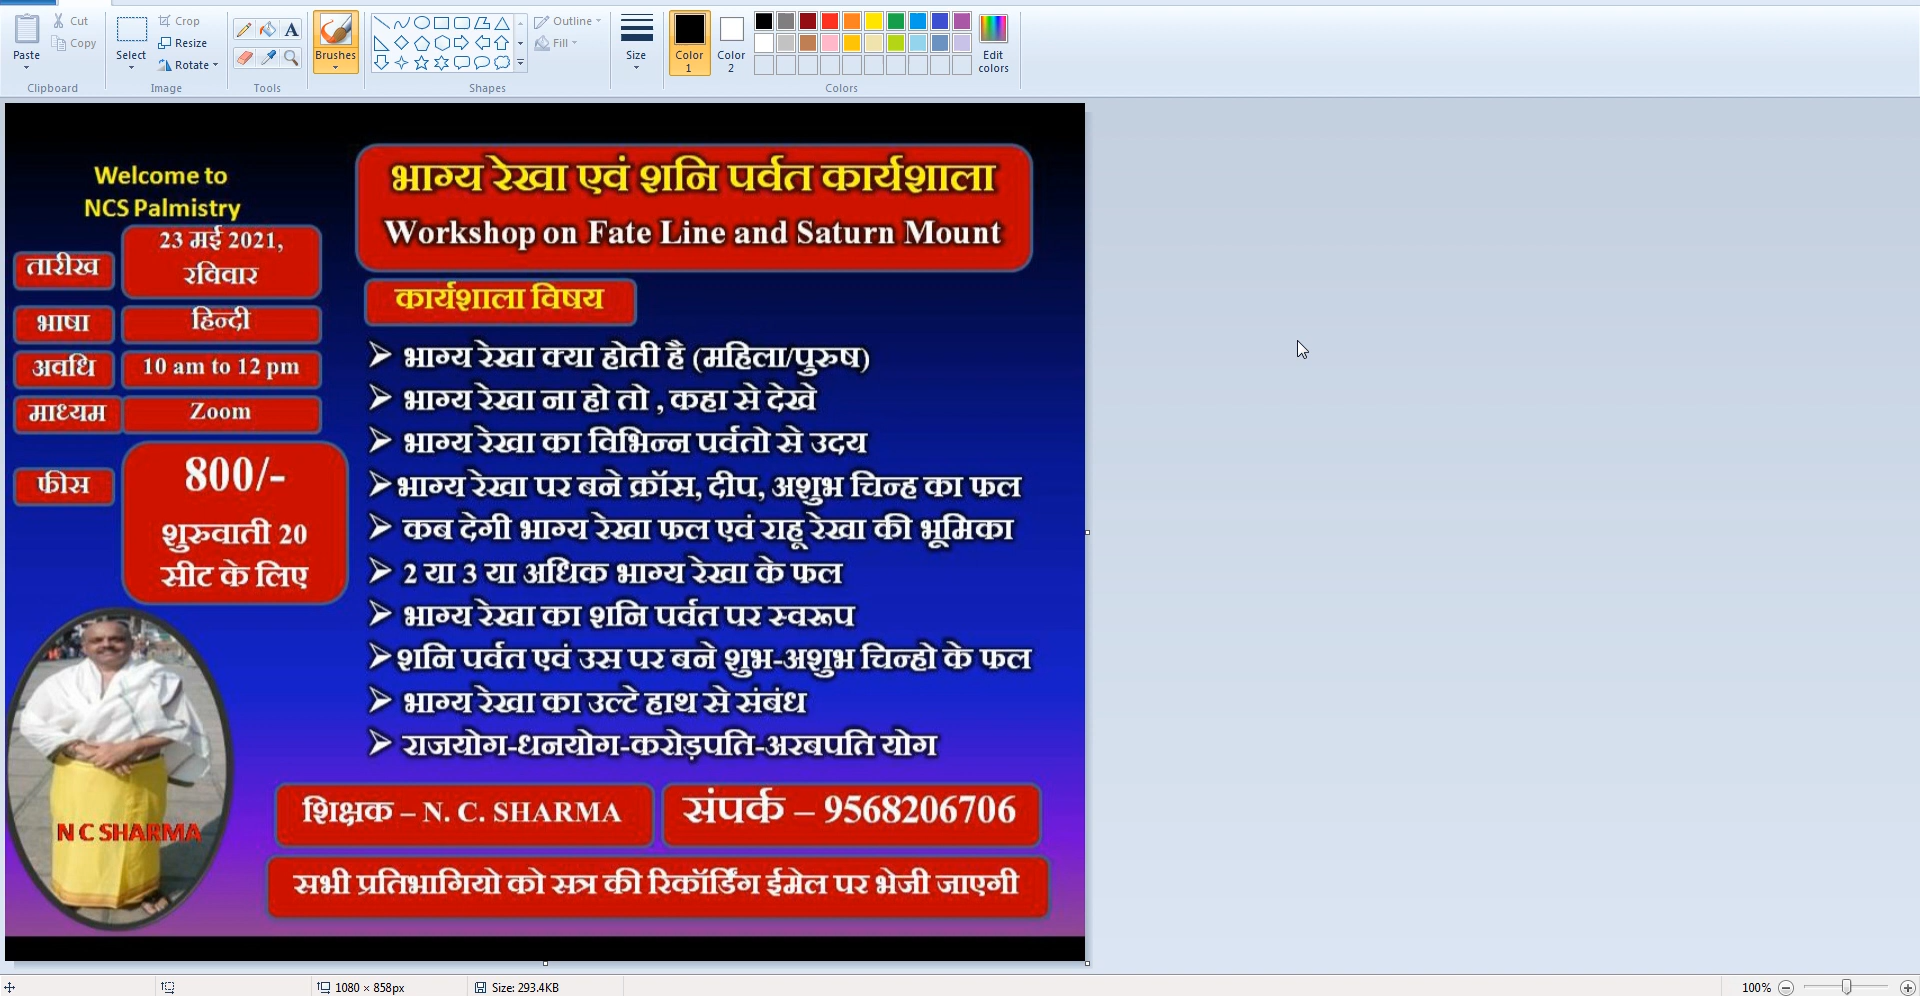 Paste
Cut
Copy
Clipboard
Select
Crop
Resize
Rotate
Image
A
Tools
Brushes
Shapes
Outline
Fill
Size
Color 1
Color 2
Edit colors
Colors
Welcome to
NCS Palmistry
भाग्य रेखा एवं शनि पर्वत कार्यशाला
Workshop on Fate Line and Saturn Mount
तारीख
23 मई 2021,
रविवार
भाषा
हिन्दी
अवधि
10 am to 12 pm
माध्यम
Zoom
फीस
800/-
शुरुवाती 20
सीट के लिए
कार्यशाला विषय
भाग्य रेखा क्या होती है (महिला/पुरुष)
भाग्य रेखा ना हो तो , कहा से देखे
भाग्य रेखा का विभिन्न पर्वतो से उदय
भाग्य रेखा पर बने क्रॉस, दीप, अशुभ चिन्ह का फल
कब देगी भाग्य रेखा फल एवं राहू रेखा की भूमिका
2 या 3 या अधिक भाग्य रेखा के फल
भाग्य रेखा का शनि पर्वत पर स्वरूप
शनि पर्वत एवं उस पर बने शुभ-अशुभ चिन्हो के फल
भाग्य रेखा का उल्टे हाथ से संबंध
राजयोग-धनयोग-करोड़पति-अरबपति योग
N C SHARMA
शिक्षक – N. C. SHARMA
संपर्क – 9568206706
सभी प्रतिभागियो को सत्र की रिकॉर्डिंग ईमेल पर भेजी जाएगी
1080 × 858px
Size: 293.4KB
100%